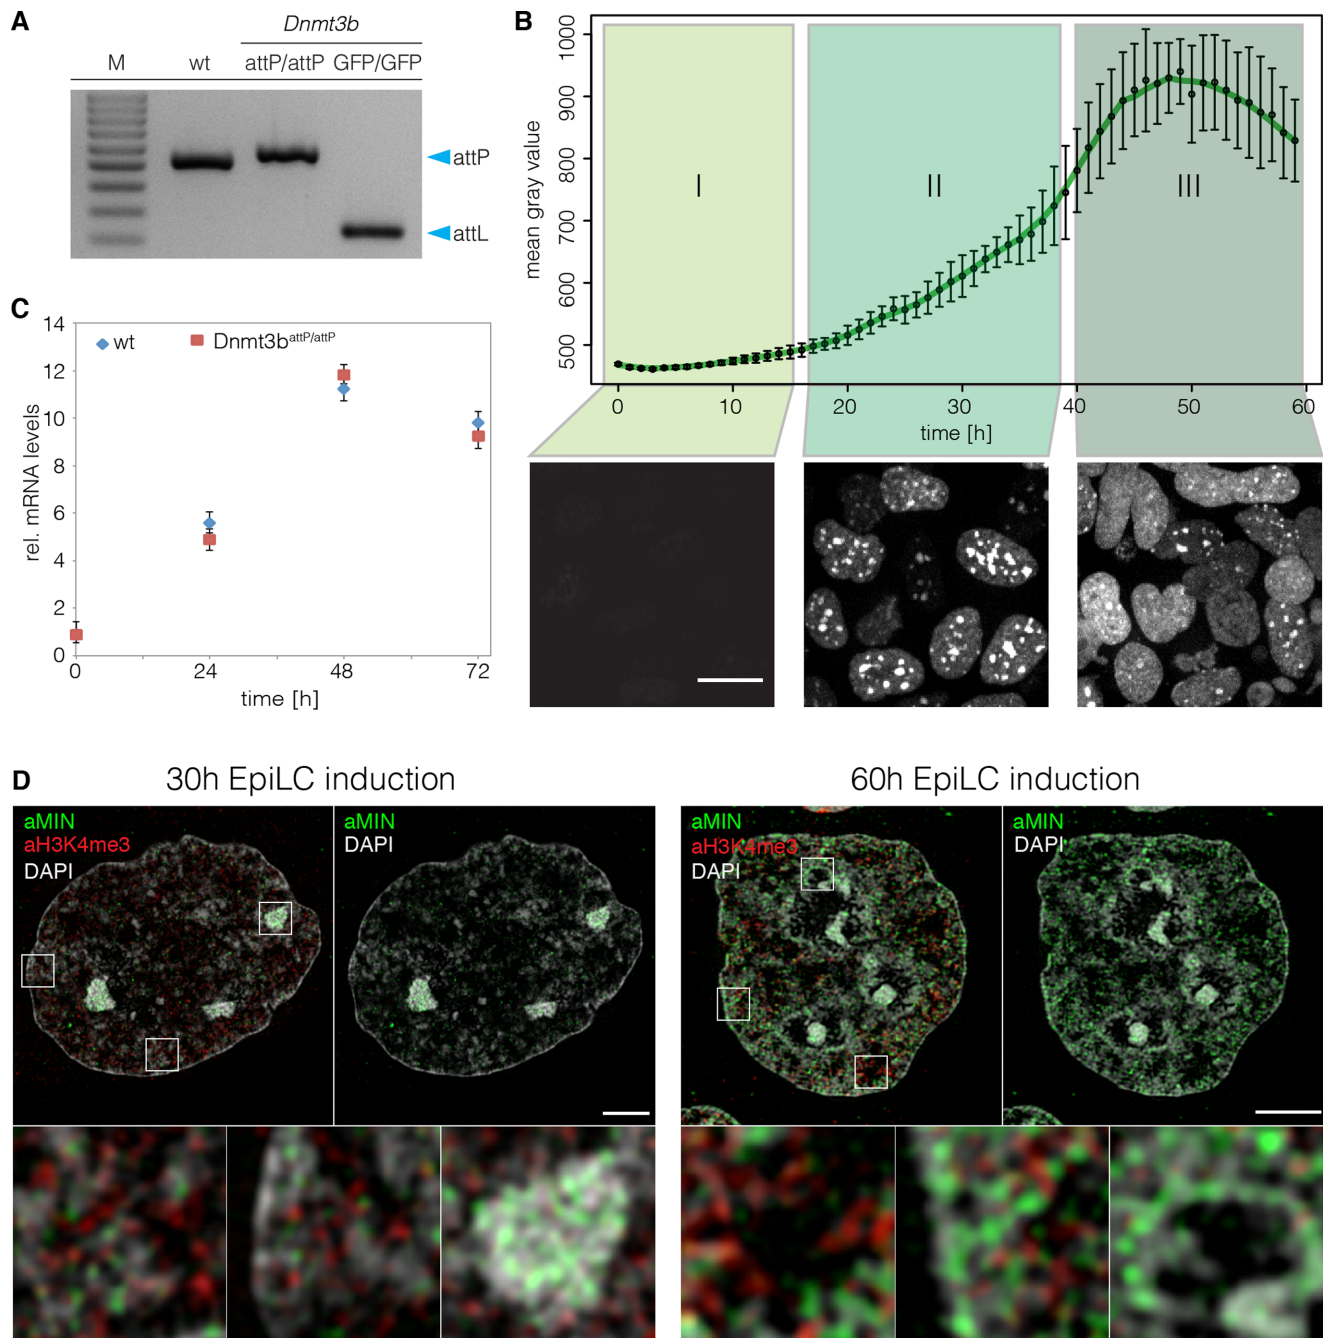 A
Dnmt3b
M wt attP/attP GFP/GFP
attP
attL
B
mean gray value
1000
900
800
700
600
500
I II III
0 10 20 30 40 50 60
time [h]
C
rel. mRNA levels
14
12
10
8
6
4
2
0
wt Dnmt3battP/attP
0 24 48 72
time [h]
D
30h EpiLC induction
aMIN
aH3K4me3
DAPI
aMIN
DAPI
60h EpiLC induction
aMIN
aH3K4me3
DAPI
aMIN
DAPI